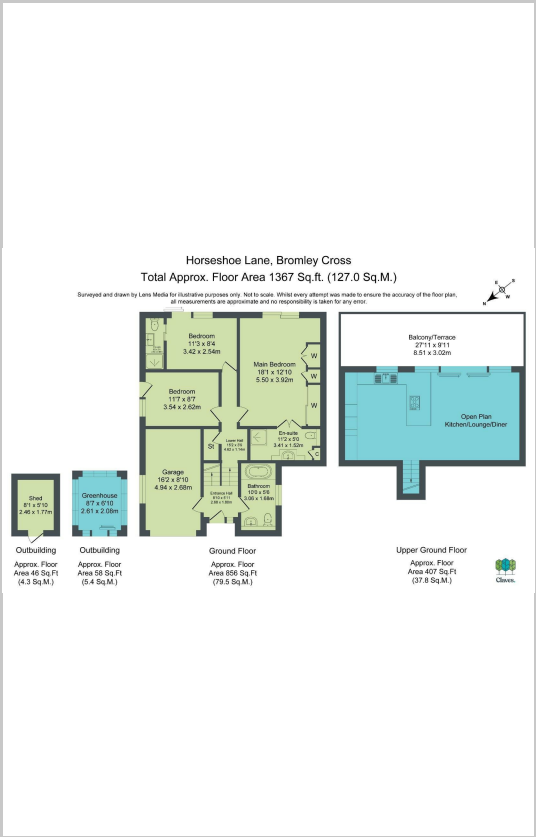 Horseshoe Lane, Bromley Cross
Total Approx. Floor Area 1367 Sq.ft. (127.0 Sq.M.)
Surveyed and drawn by Lens Media for illustrative purposes only. Not to scale. Whilst every attempt was made to ensure the accuracy of the floor plan,
all measurements are approximate and no responsibility is taken for any error.
E
S
N
W
Bedroom
11'3 x 8'4
3.42 x 2.54m
Main Bedroom
18'1 x 12'10
5.50 x 3.92m
W
W
W
Bedroom
11'7 x 8'7
3.54 x 2.62m
Lower Hall
St
En-suite
11'2 x 5'0
3.41 x 1.52m
C
Garage
16'2 x 8'10
4.94 x 2.68m
Entrance Hall
Bathroom
10'0 x 5'6
3.06 x 1.68m
Balcony/Terrace
27'11 x 9'11
8.51 x 3.02m
Open Plan
Kitchen/Lounge/Diner
Shed
8'1 x 5'10
2.46 x 1.77m
Greenhouse
8'7 x 6'10
2.61 x 2.08m
Outbuilding
Approx. Floor
Area 46 Sq.Ft
(4.3 Sq.M.)
Outbuilding
Approx. Floor
Area 58 Sq.Ft
(5.4 Sq.M.)
Ground Floor
Approx. Floor
Area 856 Sq.Ft
(79.5 Sq.M.)
Upper Ground Floor
Approx. Floor
Area 407 Sq.Ft
(37.8 Sq.M.)